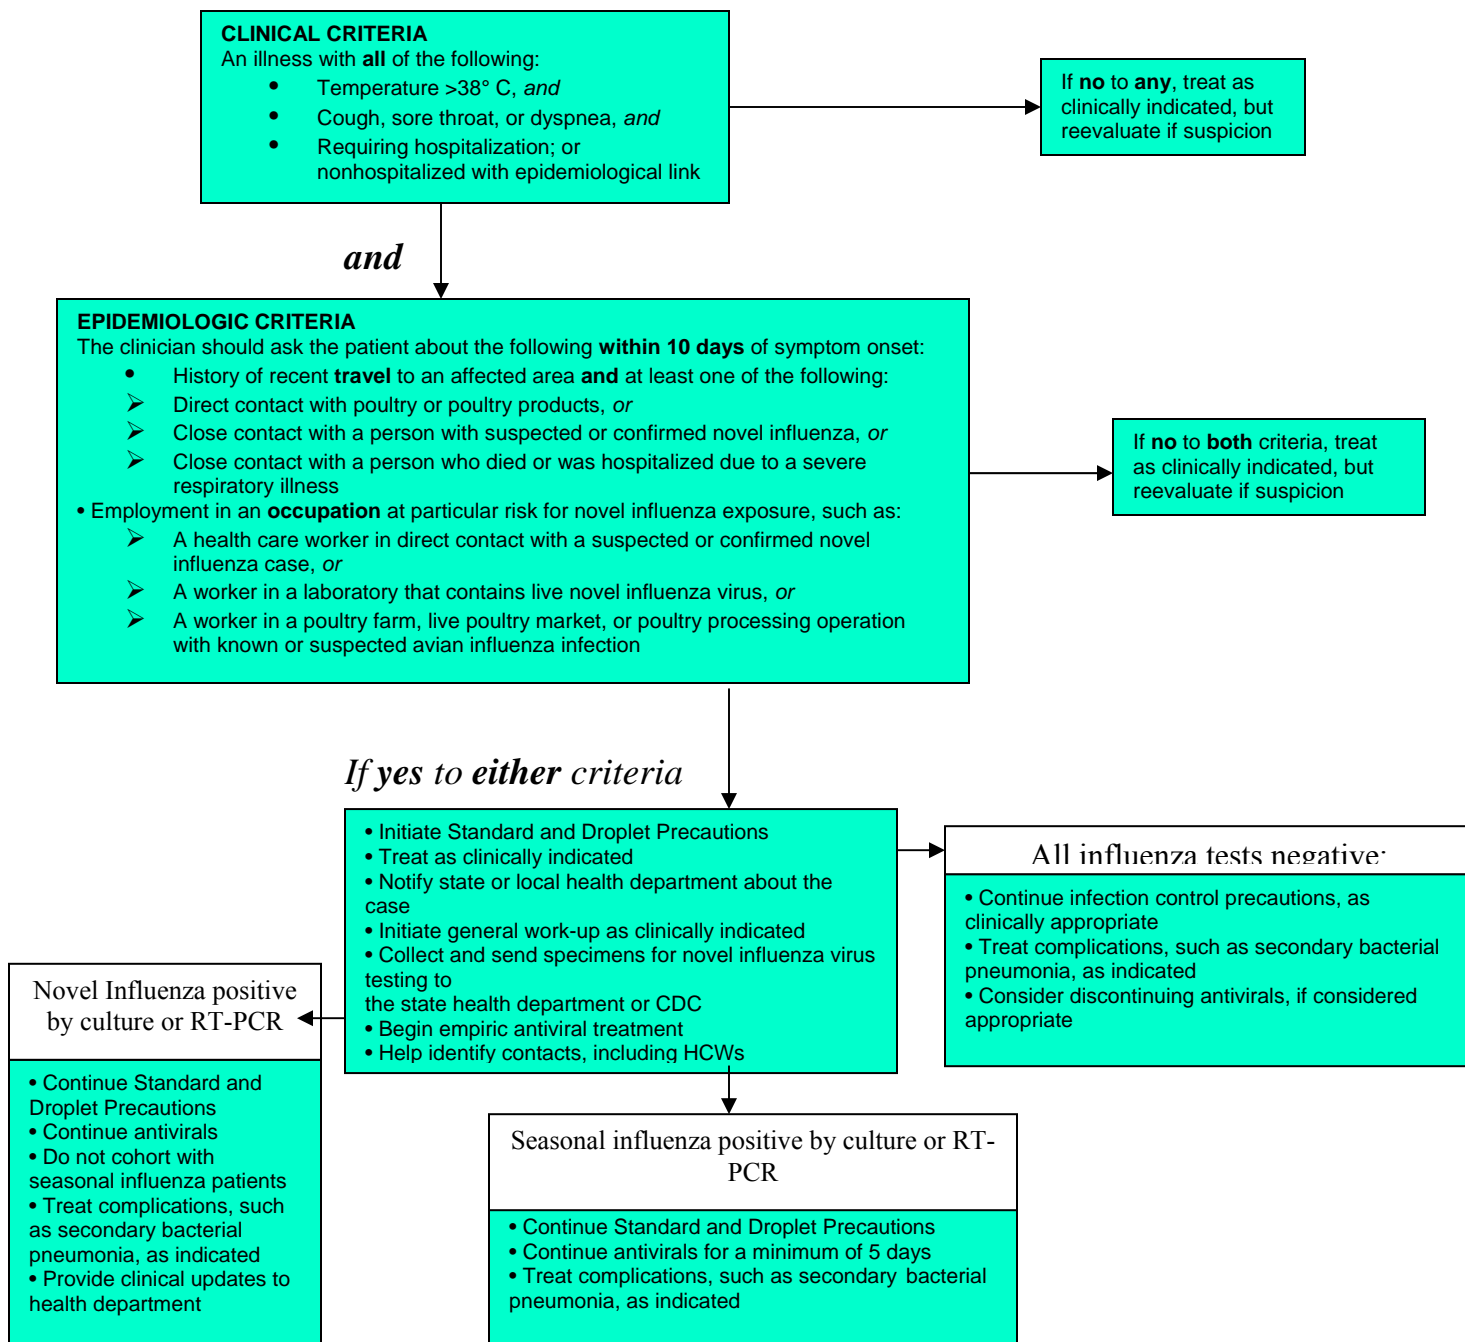 CLINICAL CRITERIA
An illness with all of the following:
• Temperature >38° C, and
• Cough, sore throat, or dyspnea, and
• Requiring hospitalization; or
nonhospitalized with epidemiological link
If no to any, treat as
clinically indicated, but
reevaluate if suspicion
and
EPIDEMIOLOGIC CRITERIA
The clinician should ask the patient about the following within 10 days of symptom onset:
• History of recent travel to an affected area and at least one of the following:
➢ Direct contact with poultry or poultry products, or
➢ Close contact with a person with suspected or confirmed novel influenza, or
➢ Close contact with a person who died or was hospitalized due to a severe
respiratory illness
• Employment in an occupation at particular risk for novel influenza exposure, such as:
➢ A health care worker in direct contact with a suspected or confirmed novel
influenza case, or
➢ A worker in a laboratory that contains live novel influenza virus, or
➢ A worker in a poultry farm, live poultry market, or poultry processing operation
with known or suspected avian influenza infection
If no to both criteria, treat
as clinically indicated, but
reevaluate if suspicion
If yes to either criteria
• Initiate Standard and Droplet Precautions
• Treat as clinically indicated
• Notify state or local health department about the
case
• Initiate general work-up as clinically indicated
• Collect and send specimens for novel influenza virus
testing to
the state health department or CDC
• Begin empiric antiviral treatment
• Help identify contacts, including HCWs
All influenza tests negative:
• Continue infection control precautions, as
clinically appropriate
• Treat complications, such as secondary bacterial
pneumonia, as indicated
• Consider discontinuing antivirals, if considered
appropriate
Novel Influenza positive
by culture or RT-PCR
• Continue Standard and
Droplet Precautions
• Continue antivirals
• Do not cohort with
seasonal influenza patients
• Treat complications, such
as secondary bacterial
pneumonia, as indicated
• Provide clinical updates to
health department
Seasonal influenza positive by culture or RT-
PCR
• Continue Standard and Droplet Precautions
• Continue antivirals for a minimum of 5 days
• Treat complications, such as secondary bacterial
pneumonia, as indicated